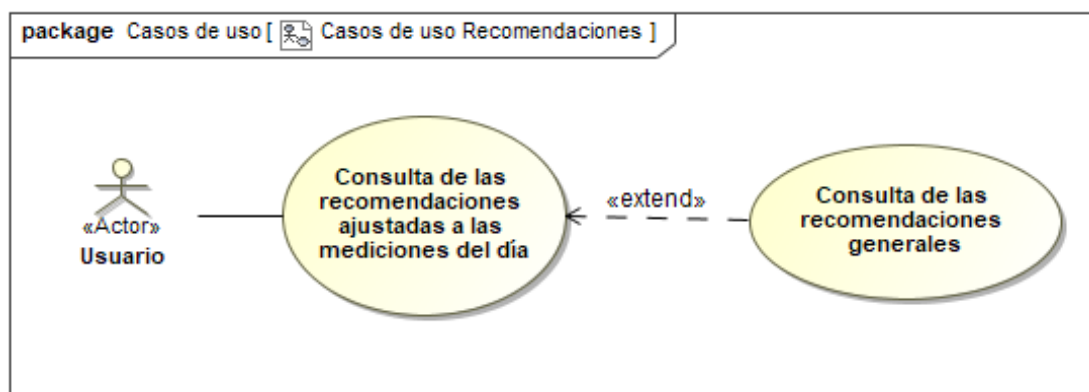 package Casos de uso [ Casos de uso Recomendaciones ]
Consulta de las
recomendaciones
ajustadas a las
mediciones del día
«extend»
Consulta de las
recomendaciones
generales
«Actor»
Usuario